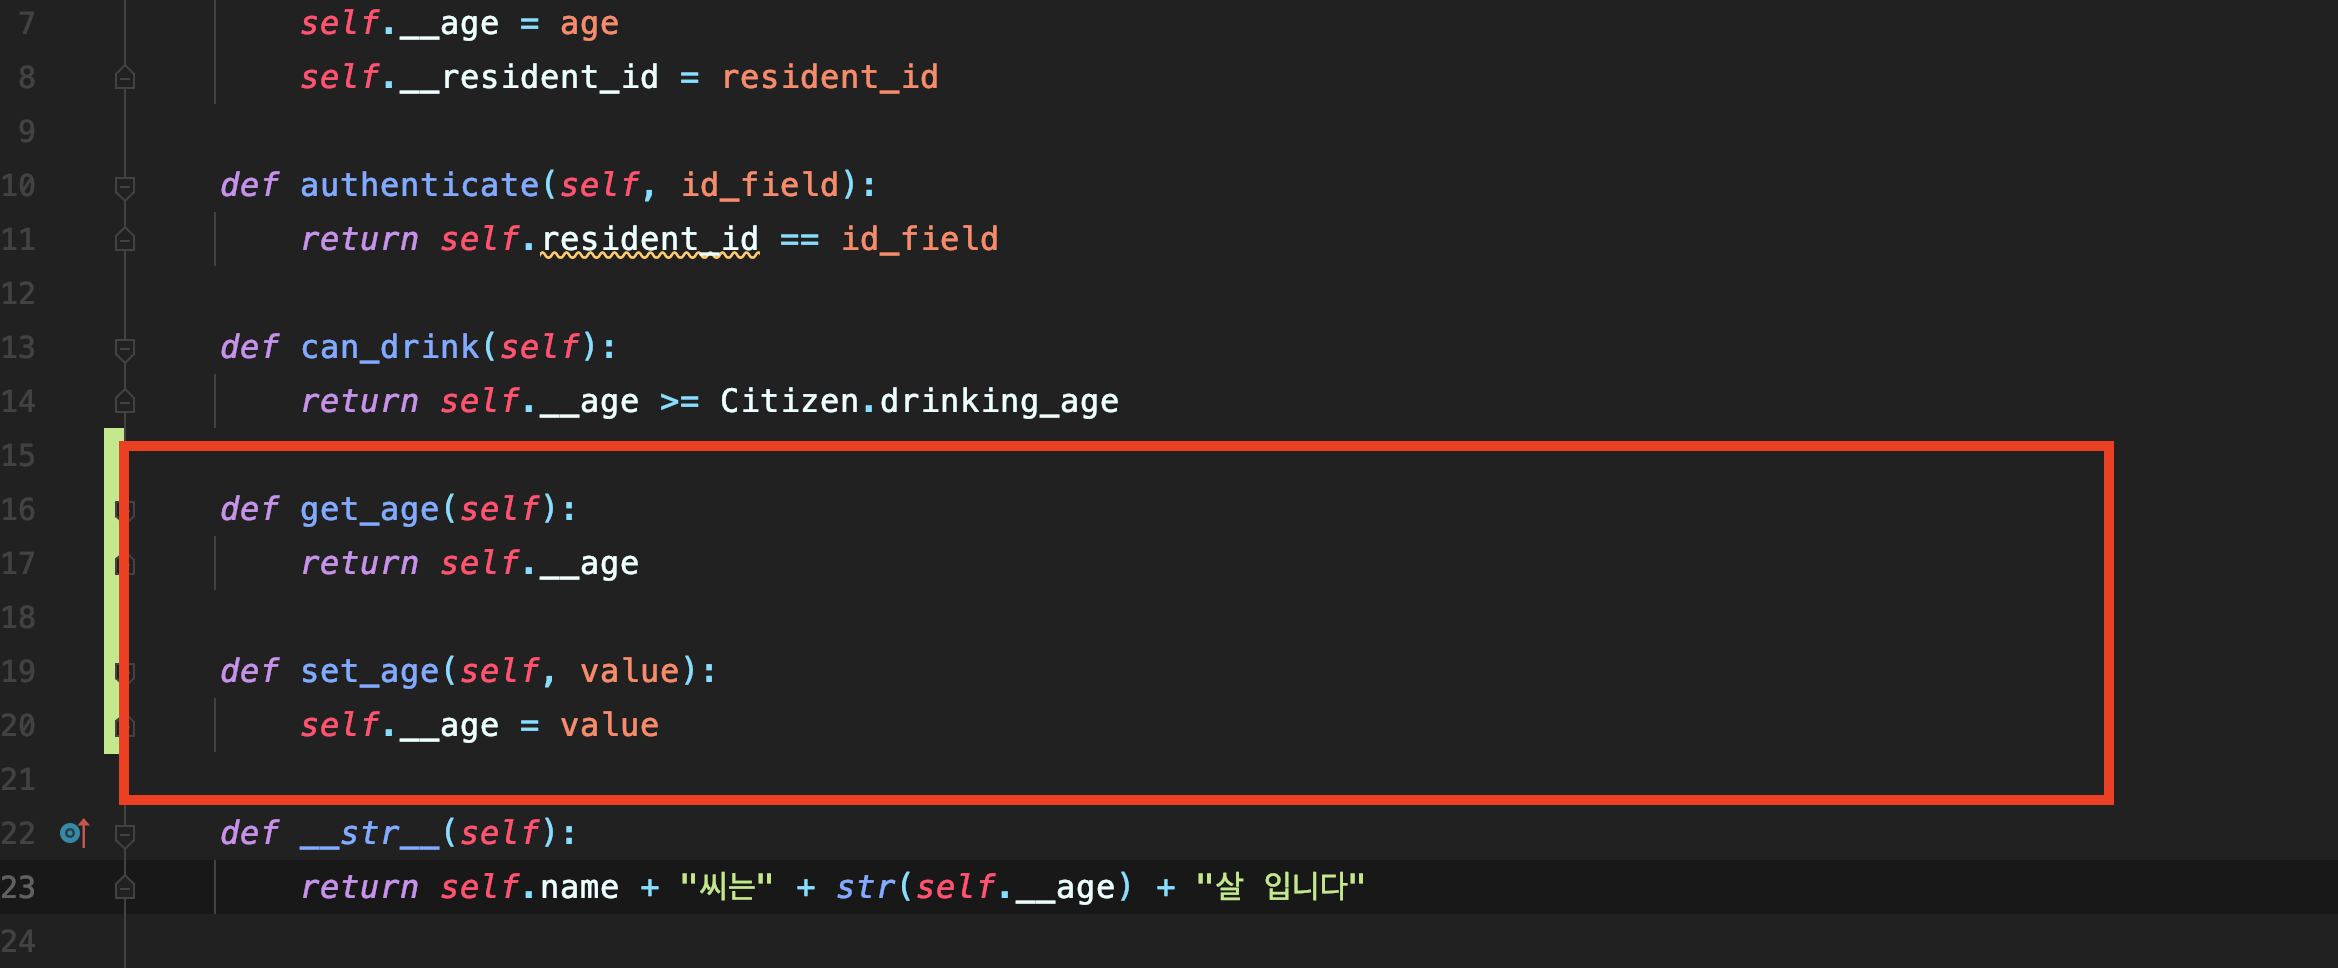 7 self.__age = age
8 self.__resident_id = resident_id
9
10 def authenticate(self, id_field):
11 return self.resident_id == id_field
12
13 def can_drink(self):
14 return self.__age >= Citizen.drinking_age
15
16 def get_age(self):
17 return self.__age
18
19 def set_age(self, value):
20 self.__age = value
21
22 def __str__(self):
23 return self.name + "씨는" + str(self.__age) + "살 입니다"
24